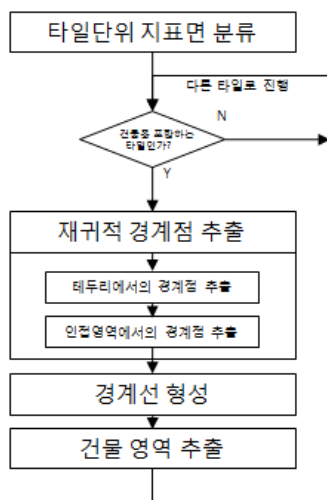 타일단위 지표면 분류
다른 타일로 진행
N
건물을 포함하는
타일인가?
Y
재귀적 경계점 추출
테두리에서의 경계점 추출
인접영역에서의 경계점 추출
경계선 형성
건물 영역 추출